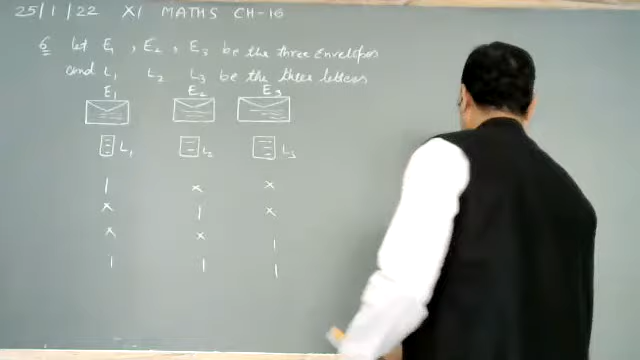 25/1/22 XI MATHS CH-16
6 Let E₁, E₂, E₃ be the three Envelopes
and L₁ L₂ L₃ be the three letters
E₁ E₂ E₃
L₁ L₂ L₃
| × ×
× | ×
× × |
| | |